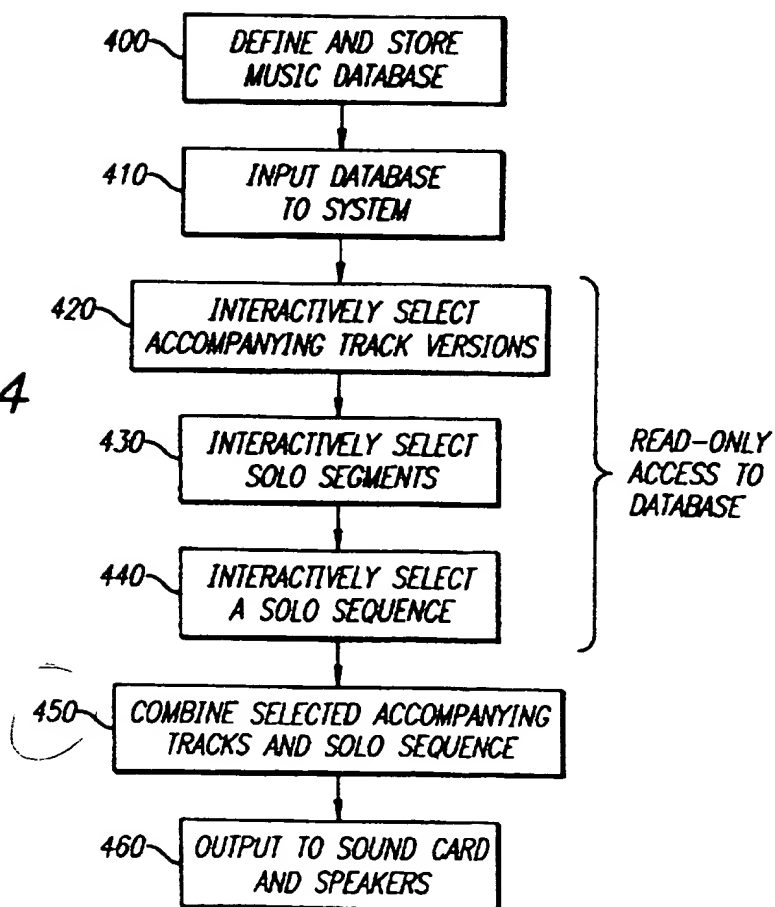 400
DEFINE AND STORE
MUSIC DATABASE
410
INPUT DATABASE
TO SYSTEM
420
INTERACTIVELY SELECT
ACCOMPANYING TRACK VERSIONS
4
430
INTERACTIVELY SELECT
SOLO SEGMENTS
READ-ONLY
ACCESS TO
DATABASE
440
INTERACTIVELY SELECT
A SOLO SEQUENCE
450
COMBINE SELECTED ACCOMPANYING
TRACKS AND SOLO SEQUENCE
460
OUTPUT TO SOUND CARD
AND SPEAKERS